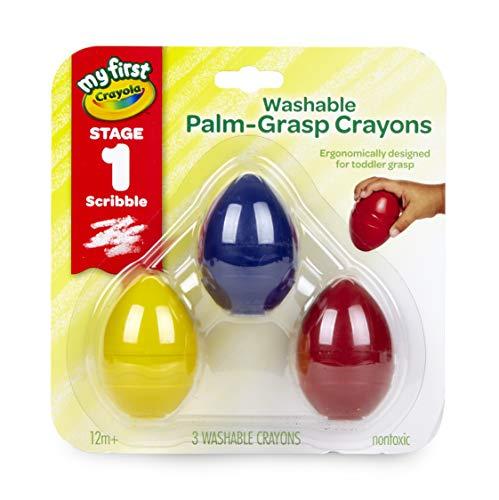 my first
Crayola
STAGE
1
Scribble
Washable
Palm-Grasp Crayons
Ergonomically designed
for toddler grasp
12m+
3 WASHABLE CRAYONS
nontoxic